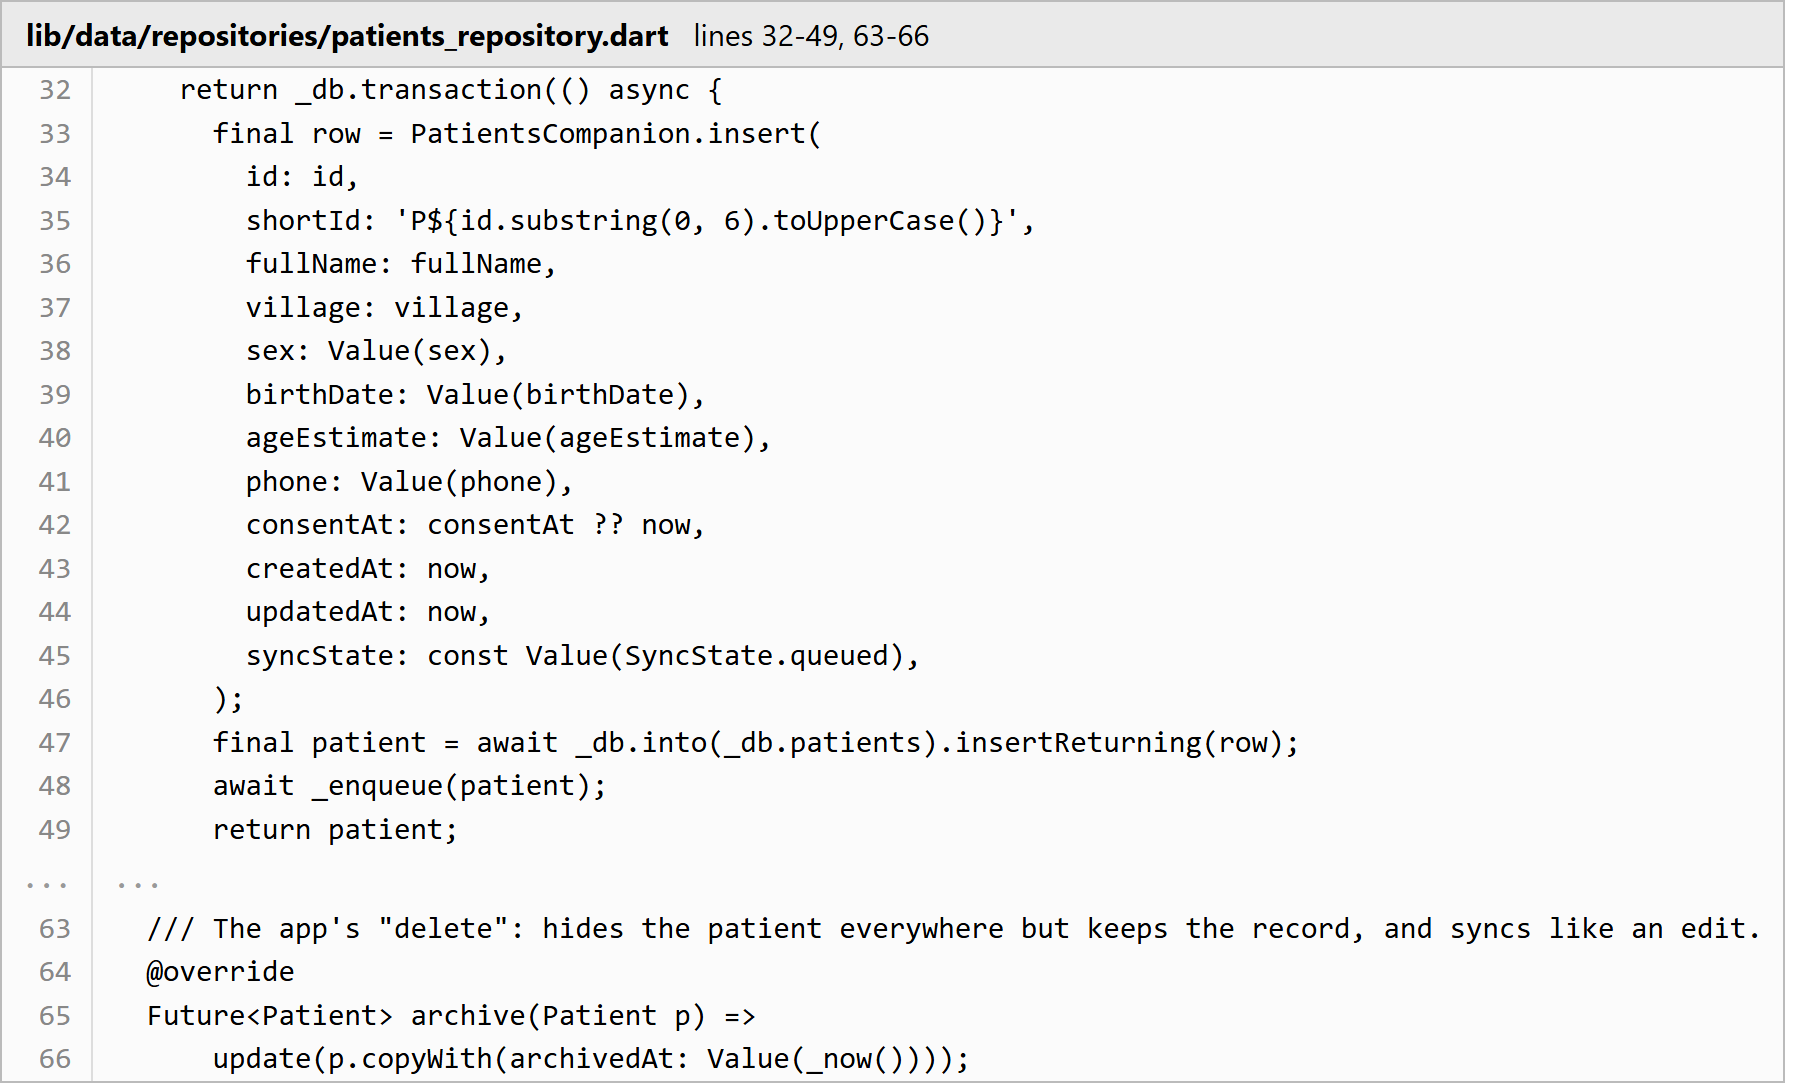 lib/data/repositories/patients_repository.dart lines 32-49, 63-66
32 return _db.transaction(() async {
33 final row = PatientsCompanion.insert(
34 id: id,
35 shortId: 'P${id.substring(0, 6).toUpperCase()}',
36 fullName: fullName,
37 village: village,
38 sex: Value(sex),
39 birthDate: Value(birthDate),
40 ageEstimate: Value(ageEstimate),
41 phone: Value(phone),
42 consentAt: consentAt ?? now,
43 createdAt: now,
44 updatedAt: now,
45 syncState: const Value(SyncState.queued),
46 );
47 final patient = await _db.into(_db.patients).insertReturning(row);
48 await _enqueue(patient);
49 return patient;
... ...
63 /// The app's "delete": hides the patient everywhere but keeps the record, and syncs like an edit.
64 @override
65 Future<Patient> archive(Patient p) =>
66 update(p.copyWith(archivedAt: Value(_now())));